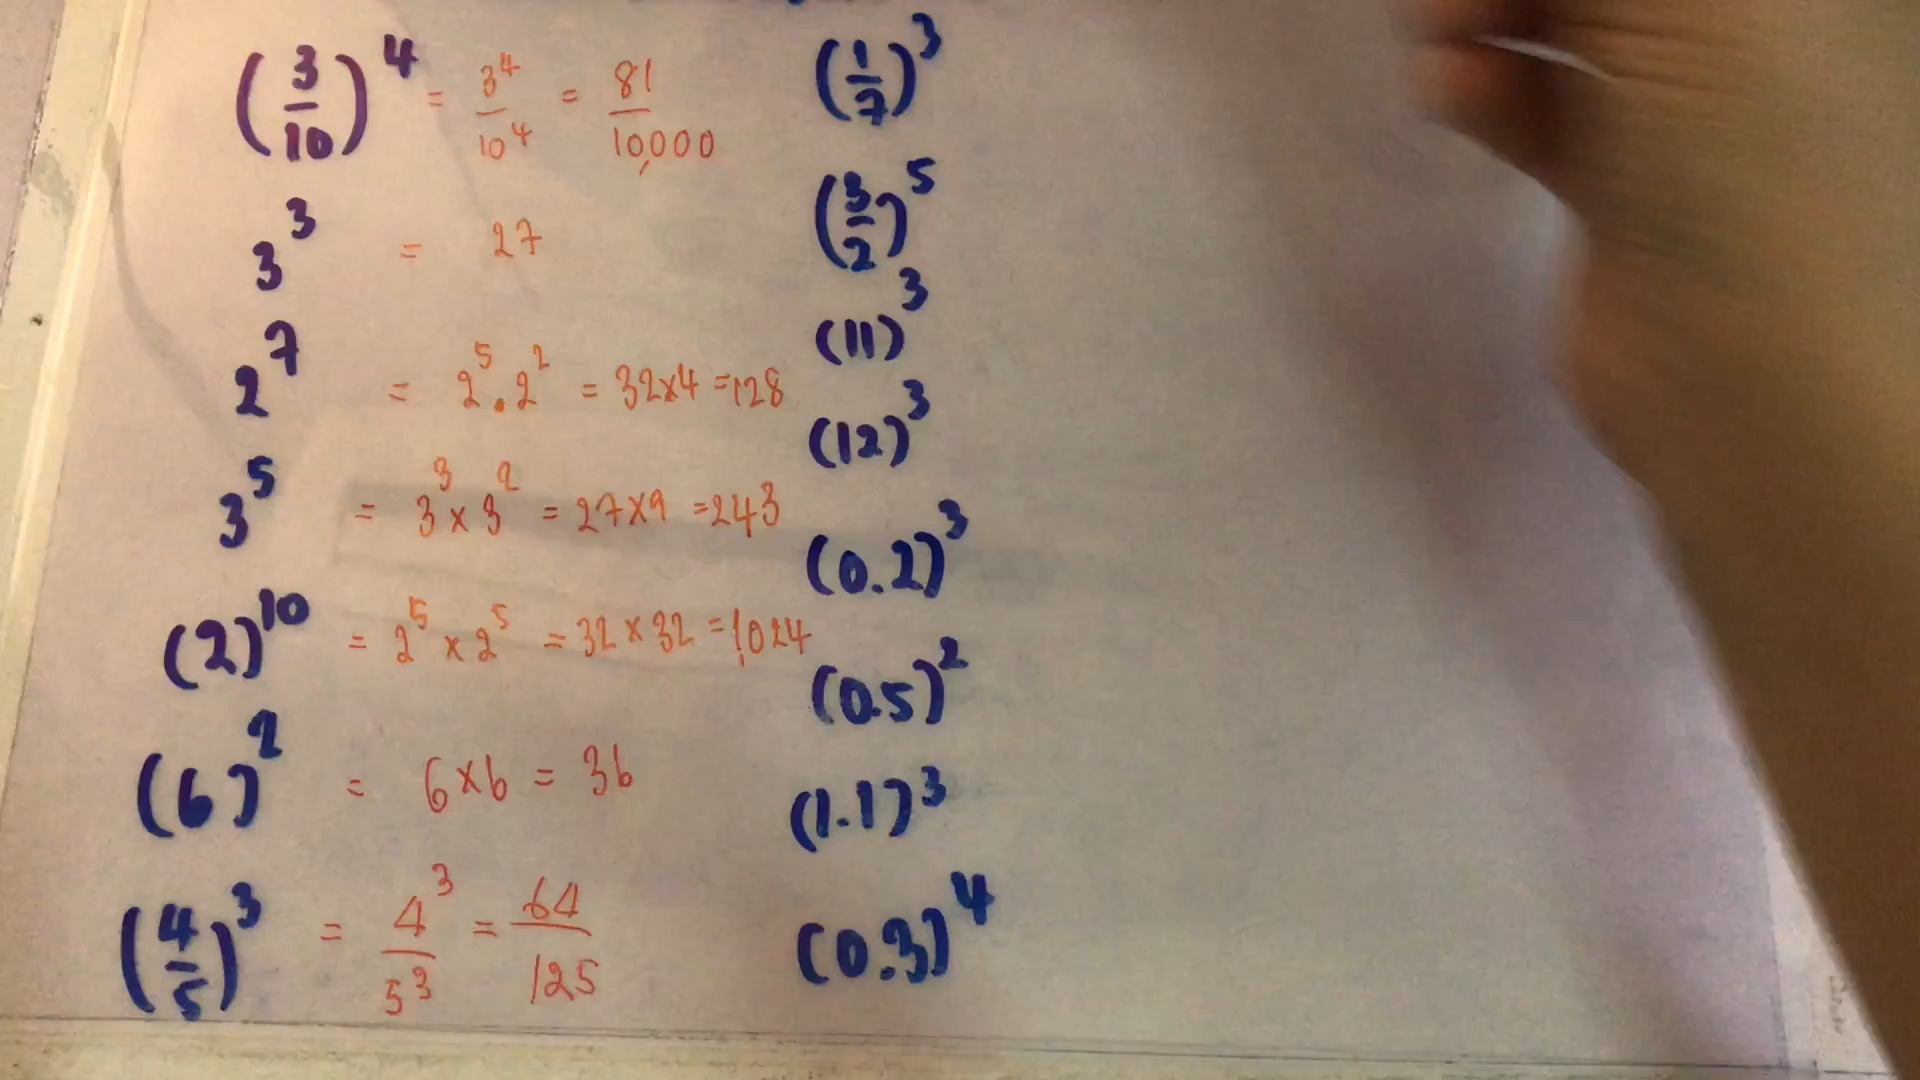 (3/10)^4 = 3^4/10^4 = 81/10,000
3^3 = 27
2^7 = 2^5 . 2^2 = 32x4 = 128
3^5 = 3^3 x 3^2 = 27x9 = 243
(2)^10 = 2^5 x 2^5 = 32 x 32 = 1,024
(6)^2 = 6x6 = 36
(4/5)^3 = 4^3/5^3 = 64/125
(1/7)^3
(3/2)^5
(11)^3
(12)^3
(0.2)^3
(0.5)^2
(1.1)^3
(0.3)^4